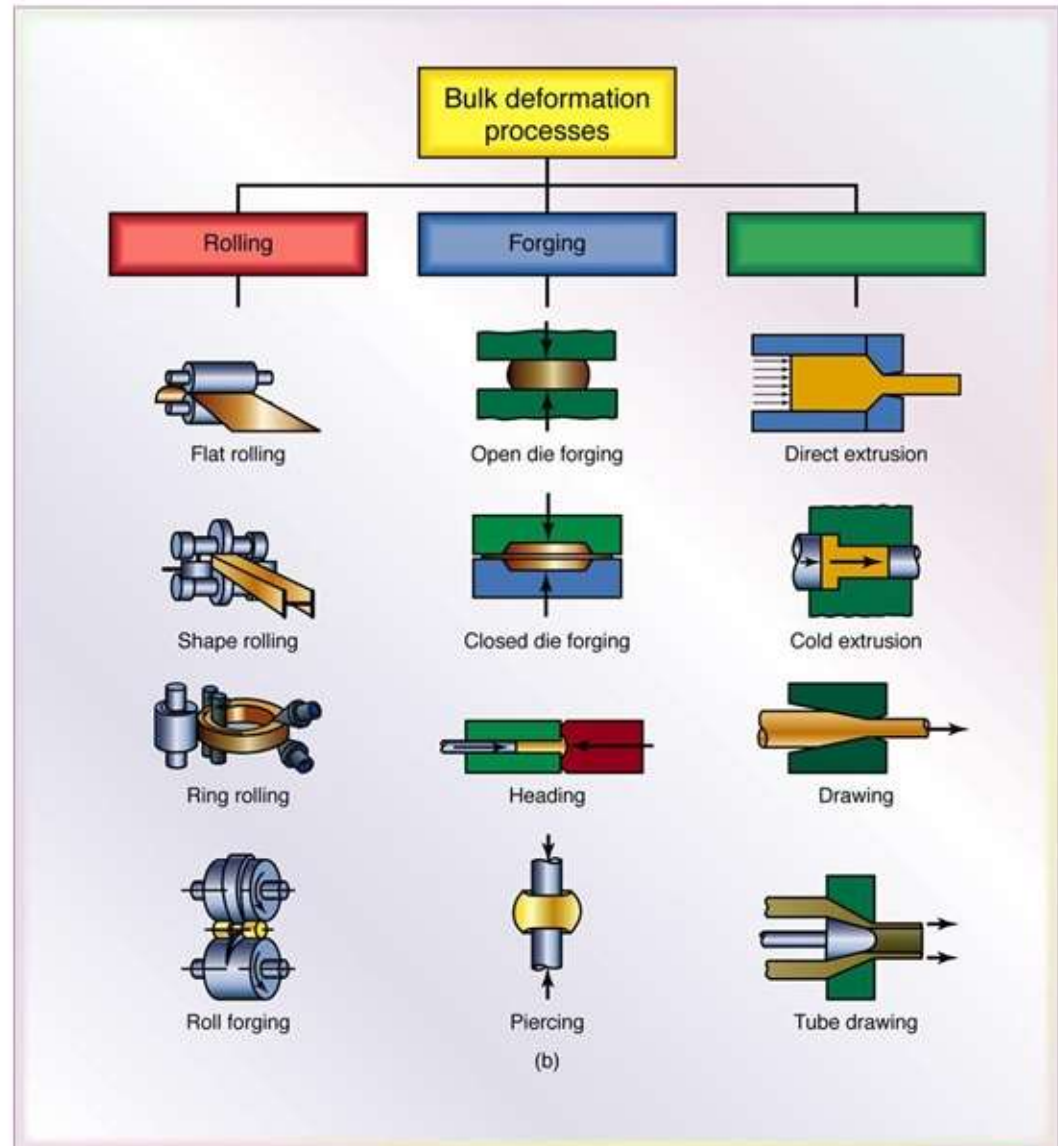 Bulk deformation
processes
Rolling
Forging
Flat rolling
Open die forging
Direct extrusion
Shape rolling
Closed die forging
Cold extrusion
Ring rolling
Heading
Drawing
Roll forging
Piercing
Tube drawing
(b)